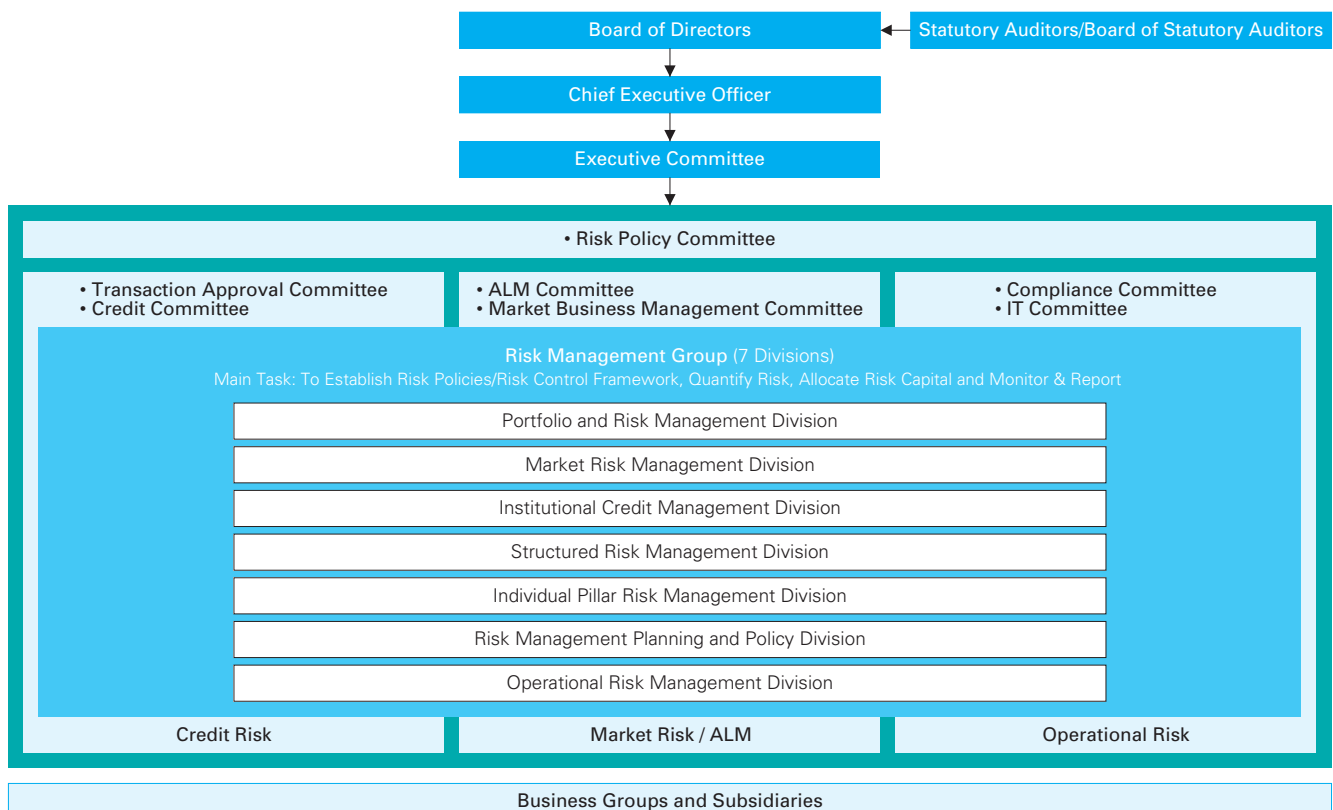 Board of Directors
Statutory Auditors/Board of Statutory Auditors
Chief Executive Officer
Executive Committee
• Risk Policy Committee
• Transaction Approval Committee
• Credit Committee
• ALM Committee
• Market Business Management Committee
• Compliance Committee
• IT Committee
Risk Management Group (7 Divisions)
Main Task: To Establish Risk Policies/Risk Control Framework, Quantify Risk, Allocate Risk Capital and Monitor & Report
Portfolio and Risk Management Division
Market Risk Management Division
Institutional Credit Management Division
Structured Risk Management Division
Individual Pillar Risk Management Division
Risk Management Planning and Policy Division
Operational Risk Management Division
Credit Risk
Market Risk / ALM
Operational Risk
Business Groups and Subsidiaries